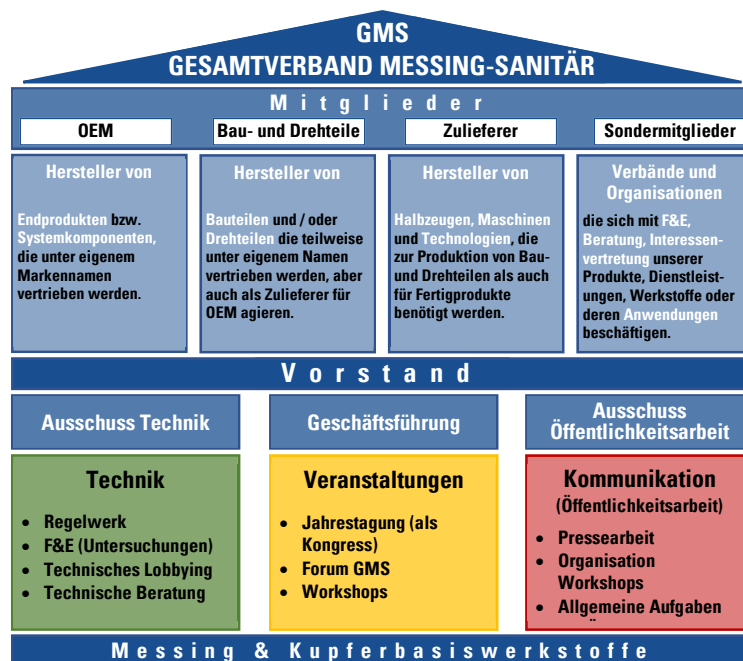 GMS
GESAMTVERBAND MESSING-SANITÄR
Mitglieder
OEM
Bau- und Drehteile
Zulieferer
Sondermitglieder
Hersteller von
Endprodukten bzw.
Systemkomponenten,
die unter eigenem
Markennamen
vertrieben werden.
Hersteller von
Bauteilen und / oder
Drehteilen die teilweise
unter eigenem Namen
vertrieben werden, aber
auch als Zulieferer für
OEM agieren.
Hersteller von
Halbzeugen, Maschinen
und Technologien, die
zur Produktion von Bau-
und Drehteilen als auch
für Fertigprodukte
benötigt werden.
Verbände und
Organisationen
die sich mit F&E,
Beratung, Interessen-
vertretung unserer
Produkte, Dienstleist-
ungen, Werkstoffe oder
deren Anwendungen
beschäftigen.
Vorstand
Ausschuss Technik
Geschäftsführung
Ausschuss
Öffentlichkeitsarbeit
Technik
• Regelwerk
• F&E (Untersuchungen)
• Technisches Lobbying
• Technische Beratung
Veranstaltungen
• Jahrestagung (als
Kongress)
• Forum GMS
• Workshops
Kommunikation
(Öffentlichkeitsarbeit)
• Pressearbeit
• Organisation
Workshops
• Allgemeine Aufgaben
Messing & Kupferbasiswerkstoffe